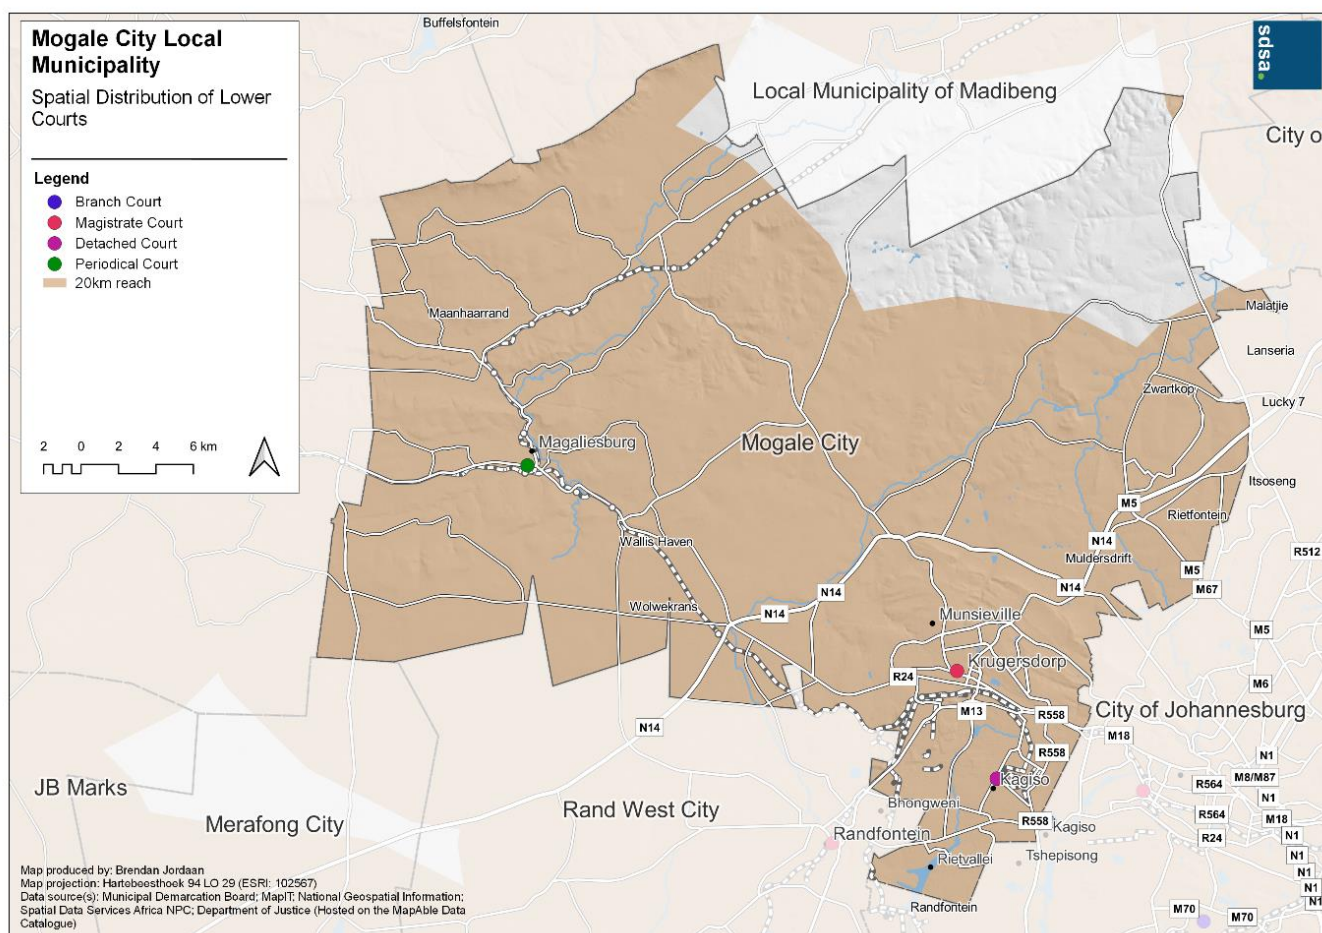 Mogale City Local
Municipality
Spatial Distribution of Lower
Courts
Legend
Branch Court
Magistrate Court
Detached Court
Periodical Court
20km reach
2 0 2 4 6 km
Buffelsfontein
sdsa.
Local Municipality of Madibeng
City o
Maanhaarrand
Malatjie
Lanseria
Zwartkop
Lucky 7
Magaliesburg
Mogale City
Itsoseng
M5
Rietfontein
Wallis Haven
N14
R512
Muldersdrift
M5
N14
N14
M67
Wolwekrans
N14
Munsieville
M5
Krugersdorp
R24
M6
M13
R558
City of Johannesburg
N14
M18
R558
N1
JB Marks
Kagiso
R564
M8/M87
Bhongweni
N1
Rand West City
R558
Kagiso
R564
M18
Merafong City
Randfontein
R24
N1
Rietvallei
Tshepisong
N1
N1
N1
N1
Randfontein
M70
M70
Map produced by: Brendan Jordaan
Map projection: Hartebeesthoek 94 LO 29 (ESRI: 102567)
Data source(s): Municipal Demarcation Board; MapIT; National Geospatial Information;
Spatial Data Services Africa NPC; Department of Justice (Hosted on the MapAble Data
Catalogue)